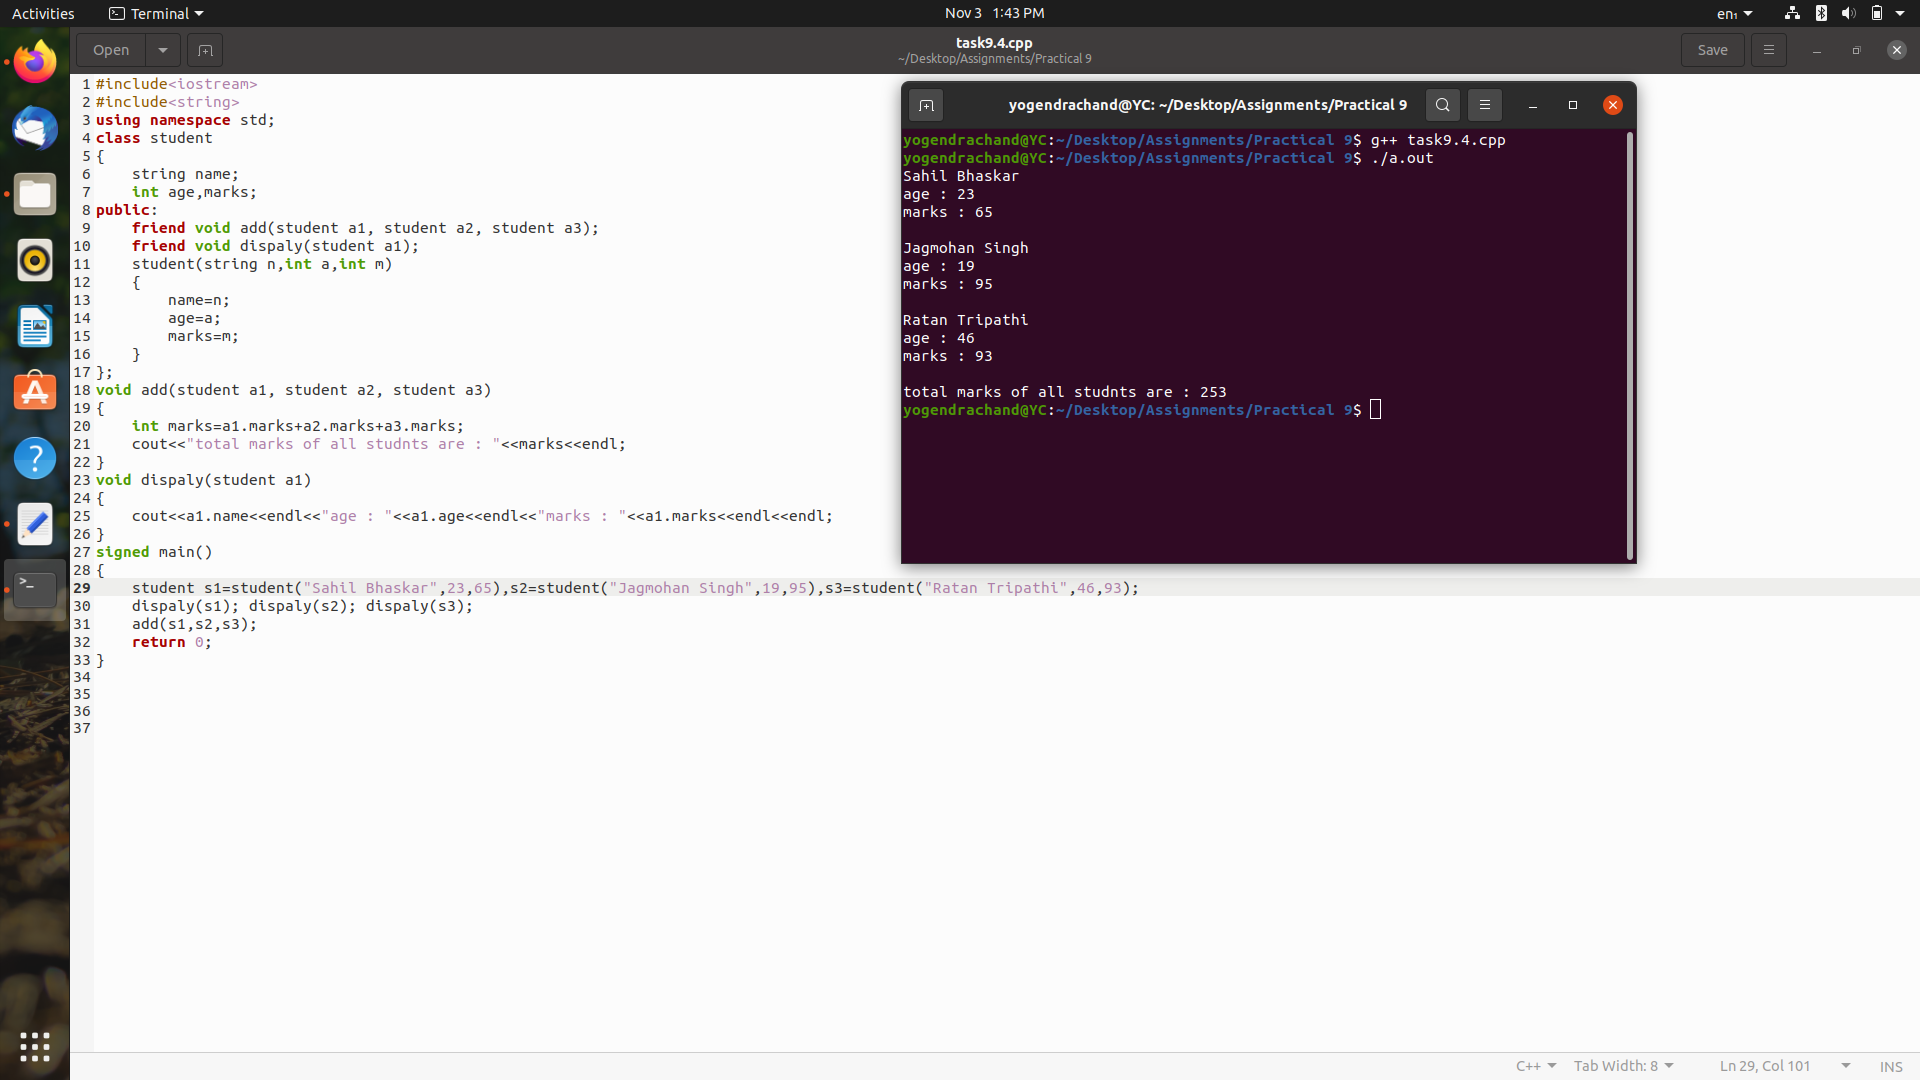 Activities
Terminal
Nov 3 1:43 PM
en₁
Open
task9.4.cpp
~/Desktop/Assignments/Practical 9
Save
1 #include<iostream>
2 #include<string>
3 using namespace std;
4 class student
5 {
6     string name;
7     int age,marks;
8 public:
9     friend void add(student a1, student a2, student a3);
10     friend void dispaly(student a1);
11     student(string n,int a,int m)
12     {
13         name=n;
14         age=a;
15         marks=m;
16     }
17 };
18 void add(student a1, student a2, student a3)
19 {
20     int marks=a1.marks+a2.marks+a3.marks;
21     cout<<"total marks of all studnts are : "<<marks<<endl;
22 }
23 void dispaly(student a1)
24 {
25     cout<<a1.name<<endl<<"age : "<<a1.age<<endl<<"marks : "<<a1.marks<<endl<<endl;
26 }
27 signed main()
28 {
29     student s1=student("Sahil Bhaskar",23,65),s2=student("Jagmohan Singh",19,95),s3=student("Ratan Tripathi",46,93);
30     dispaly(s1); dispaly(s2); dispaly(s3);
31     add(s1,s2,s3);
32     return 0;
33 }
34
35
36
37
yogendrachand@YC: ~/Desktop/Assignments/Practical 9
yogendrachand@YC:~/Desktop/Assignments/Practical 9$ g++ task9.4.cpp
yogendrachand@YC:~/Desktop/Assignments/Practical 9$ ./a.out
Sahil Bhaskar
age : 23
marks : 65
Jagmohan Singh
age : 19
marks : 95
Ratan Tripathi
age : 46
marks : 93
total marks of all studnts are : 253
yogendrachand@YC:~/Desktop/Assignments/Practical 9$
C++
Tab Width: 8
Ln 29, Col 101
INS